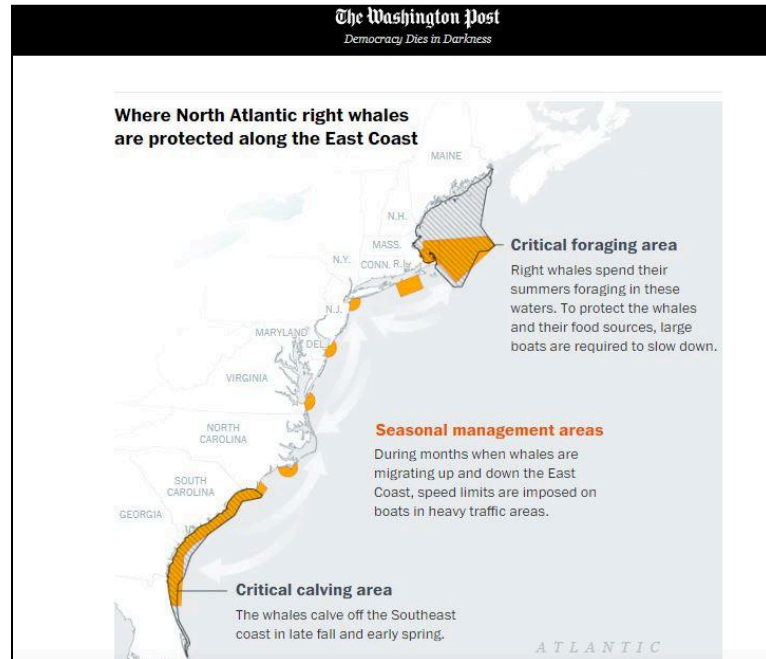 The Washington Post
Democracy Dies in Darkness
Where North Atlantic right whales
are protected along the East Coast
MAINE
N.H.
MASS.
N.Y.
CONN.
R.I.
N.J.
MARYLAND
DEL.
VIRGINIA
NORTH
CAROLINA
SOUTH
CAROLINA
GEORGIA
Critical foraging area
Right whales spend their
summers foraging in these
waters. To protect the whales
and their food sources, large
boats are required to slow down.
Seasonal management areas
During months when whales are
migrating up and down the East
Coast, speed limits are imposed on
boats in heavy traffic areas.
Critical calving area
The whales calve off the Southeast
coast in late fall and early spring.
ATLANTIC